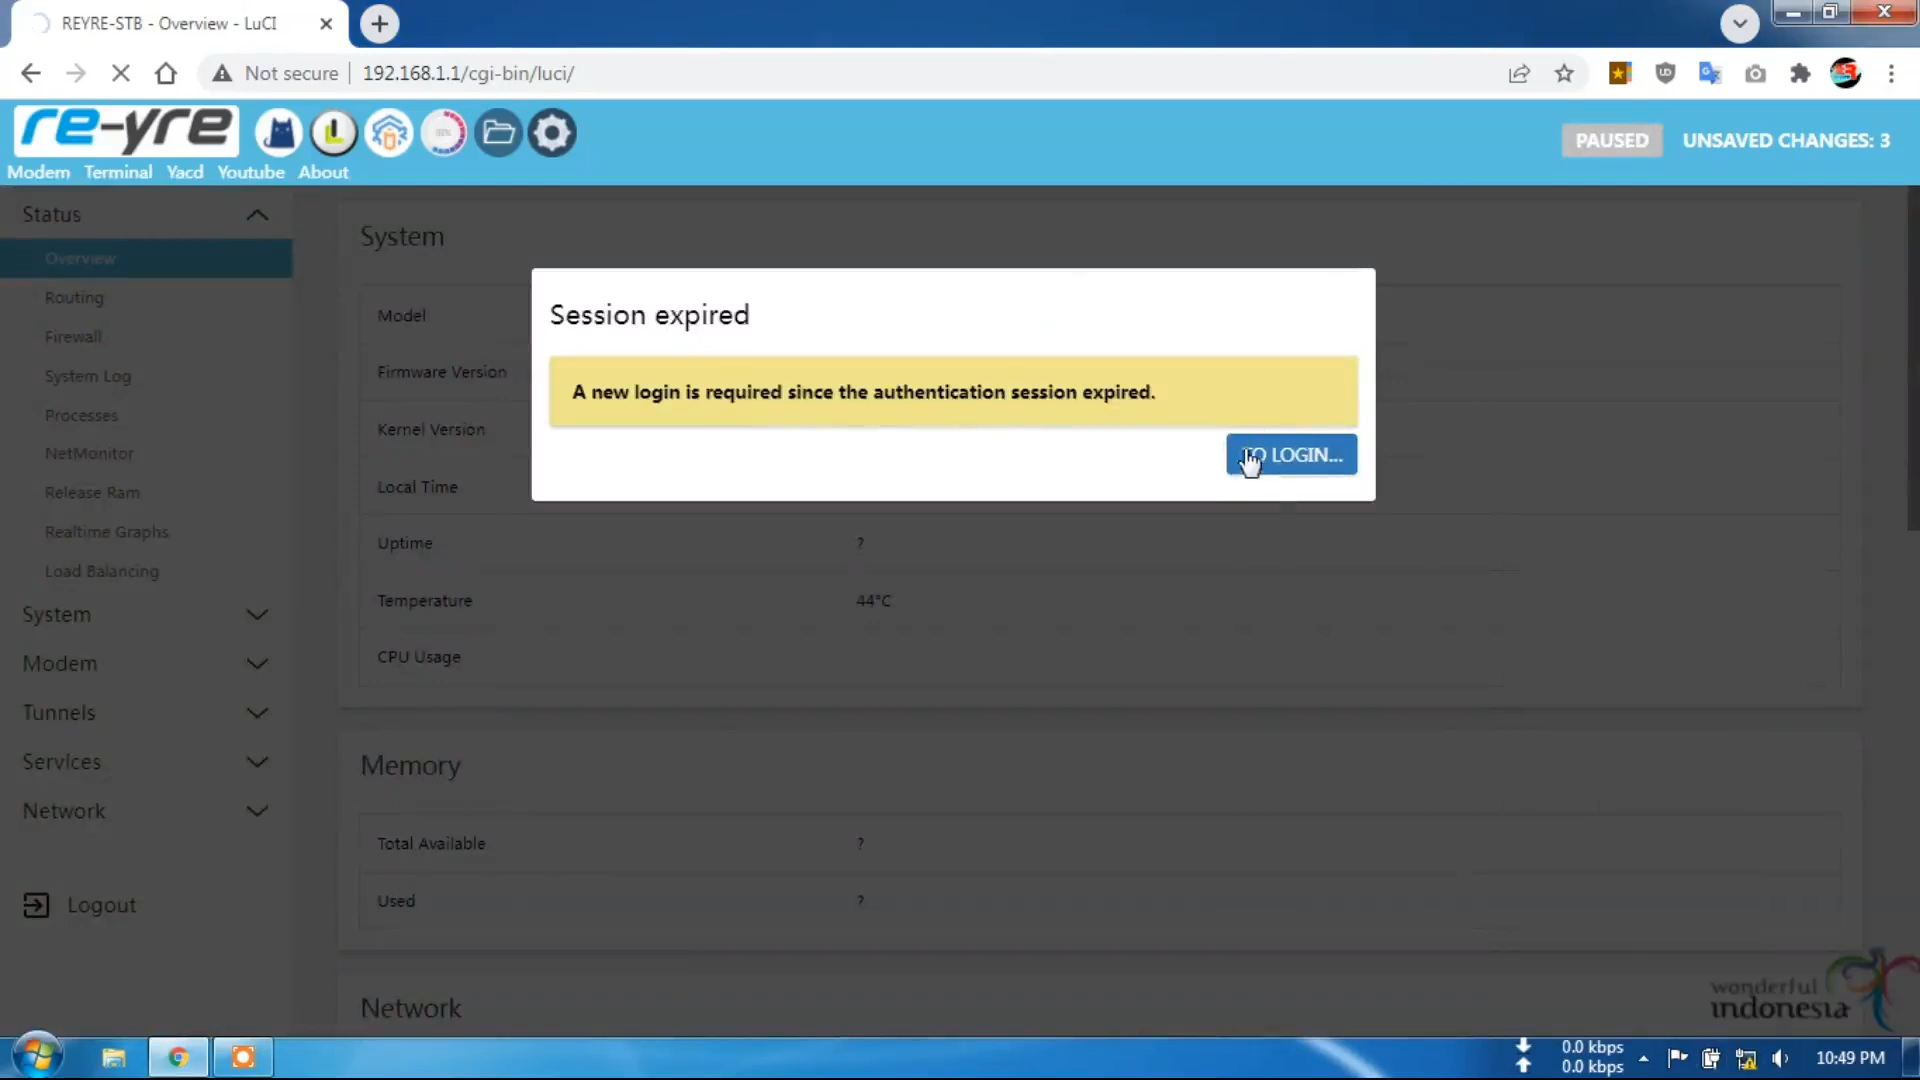 REYRE-STB - Overview - LuCI
Not secure
192.168.1.1/cgi-bin/luci/
re-yre
Modem Terminal Yacd Youtube About
PAUSED
UNSAVED CHANGES: 3
Status
Overview
Routing
Firewall
System Log
Processes
NetMonitor
Release Ram
Realtime Graphs
Load Balancing
System
Modem
Tunnels
Services
Network
Logout
System
Model
Firmware Version
Kernel Version
Local Time
Uptime ?
Temperature 44°C
CPU Usage
Session expired
A new login is required since the authentication session expired.
TO LOGIN...
Memory
Total Available ?
Used ?
Network
wonderful
indonesia
0.0 kbps
0.0 kbps
10:49 PM